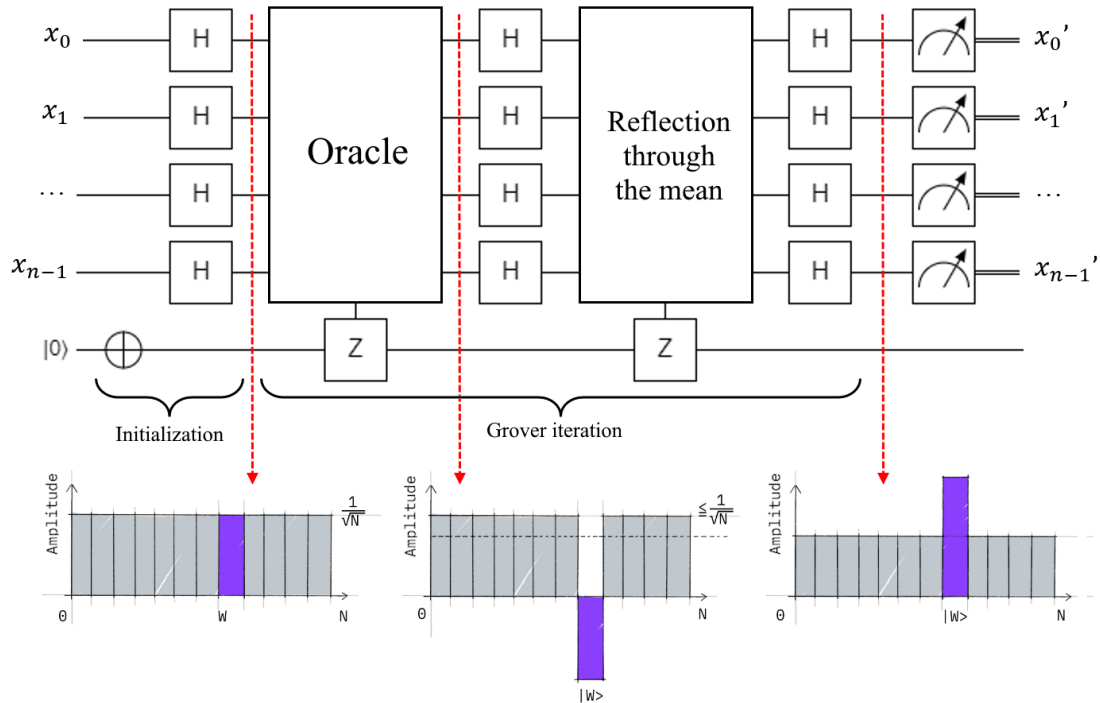 x₀ H H H x₀’
x₁ H H H x₁’
Oracle
Reflection
through
the mean
⋯ H H H ⋯
xₙ₋₁ H H H xₙ₋₁’
|0⟩ Z Z
Initialization
Grover iteration
Amplitude
1/√N
0 W N
Amplitude
≤ 1/√N
0 N
|W>
Amplitude
0 |W> N